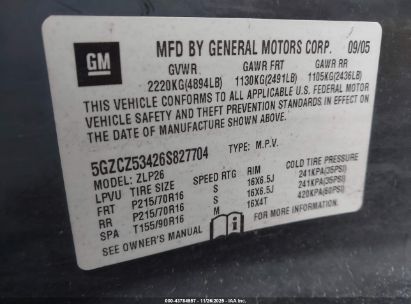 GM
MFD BY GENERAL MOTORS CORP. 09/05
GVWR GAWR FRT GAWR RR
2220KG(4894LB) 1130KG(2491LB) 1105KG(2436LB)
THIS VEHICLE CONFORMS TO ALL APPLICABLE U.S. FEDERAL MOTOR
VEHICLE SAFETY AND THEFT PREVENTION STANDARDS IN EFFECT ON
THE DATE OF MANUFACTURE SHOWN ABOVE.
5GZCZ53426S827704 TYPE: M.P.V.
MODEL: ZLP26
LPVU TIRE SIZE SPEED RTG RIM COLD TIRE PRESSURE
FRT P215/70R16 S 16X6.5J 241KPA(35PSI)
RR P215/70R16 S 16X6.5J 241KPA(35PSI)
SPA T155/90R16 M 16X4T 420KPA(60PSI)
SEE OWNER'S MANUAL FOR MORE INFORMATION.